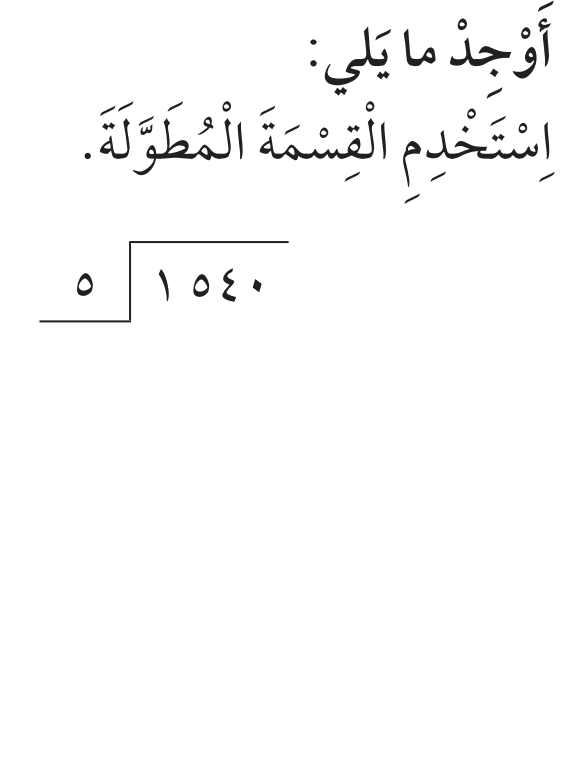 أَوْجِدْ ما يَلي:
اِسْتَخْدِمِ الْقِسْمَةَ الْمُطَوَّلَةَ.
٥ ١٥٤٠